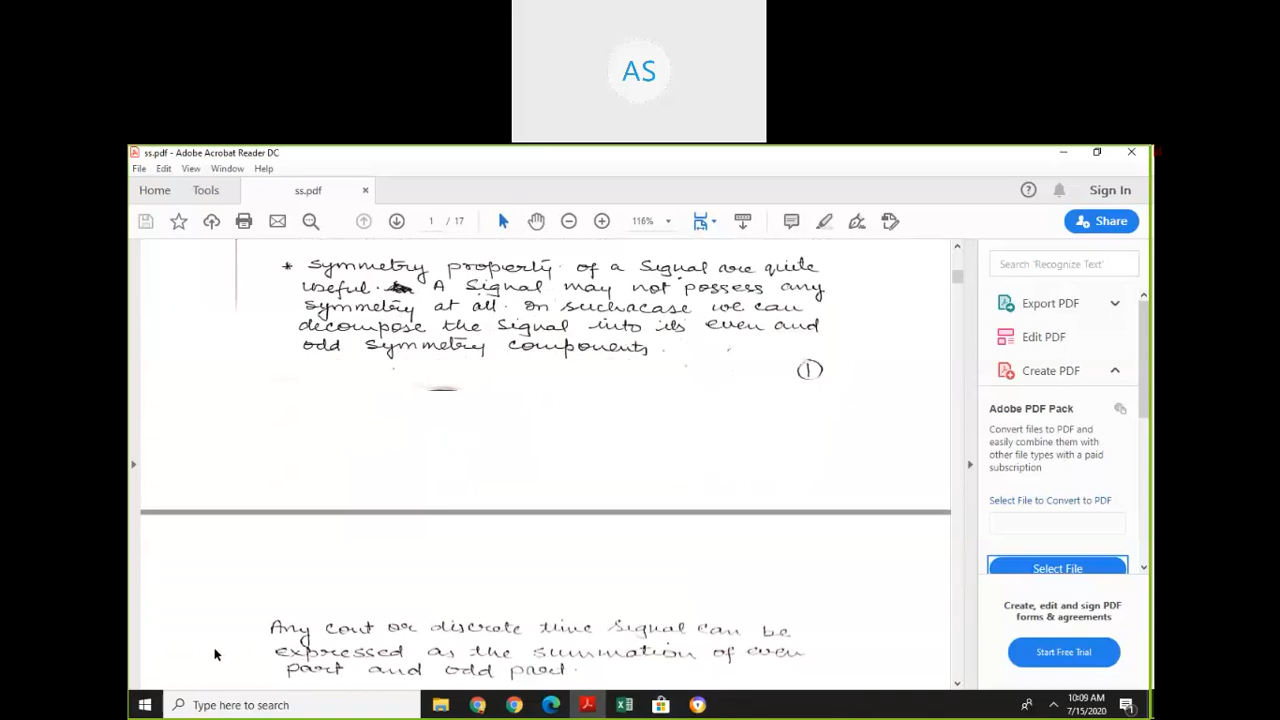 AS
ss.pdf - Adobe Acrobat Reader DC
File Edit View Window Help
Home Tools ss.pdf × Sign In
1 / 17 116% Share
* Symmetry property of a signal are quite
useful. A signal may not possess any
symmetry at all. In suchacase we can
decompose the signal into its even and
odd symmetry components.
1
Any cont or discrete time signal can be
expressed as the summation of even
part and odd part.
Search 'Recognize Text'
Export PDF
Edit PDF
Create PDF
Adobe PDF Pack
Convert files to PDF and
easily combine them with
other file types with a paid
subscription
Select File to Convert to PDF
Select File
Create, edit and sign PDF
forms & agreements
Start Free Trial
Type here to search
10:09 AM
7/15/2020